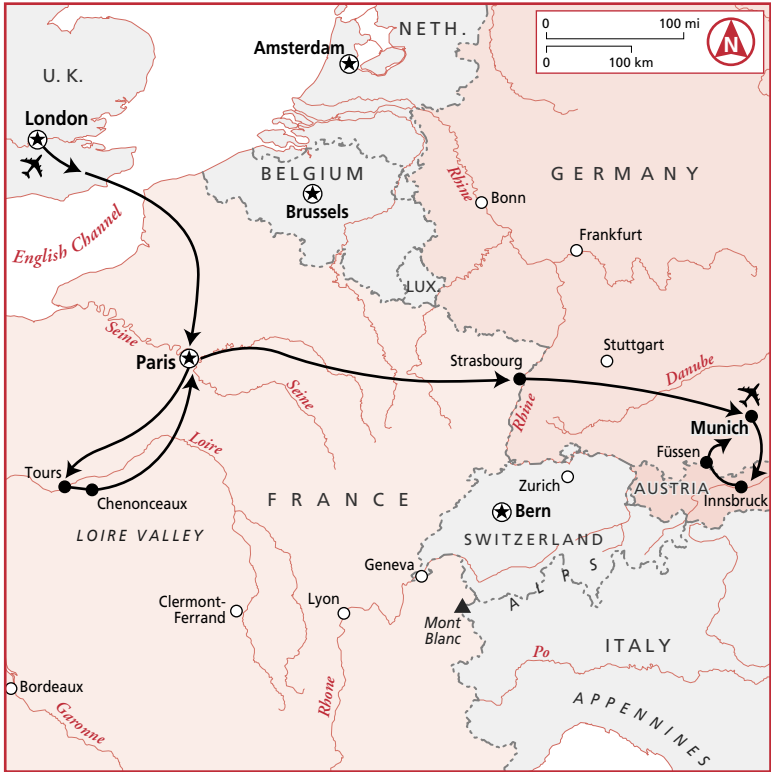 NETH.
0 100 mi
0 100 km
N
Amsterdam
U. K.
London
BELGIUM
Brussels
GERMANY
Rhine
Bonn
English Channel
Frankfurt
LUX.
Seine
Paris
Strasbourg
Stuttgart
Danube
Seine
Rhine
Munich
Loire
Füssen
Tours
Chenonceaux
Zurich
AUSTRIA
Innsbruck
FRANCE
Bern
LOIRE VALLEY
SWITZERLAND
Geneva
ALPS
Clermont-
Ferrand
Lyon
Mont
Blanc
ITALY
Po
Bordeaux
Rhone
Garonne
APPENNINES